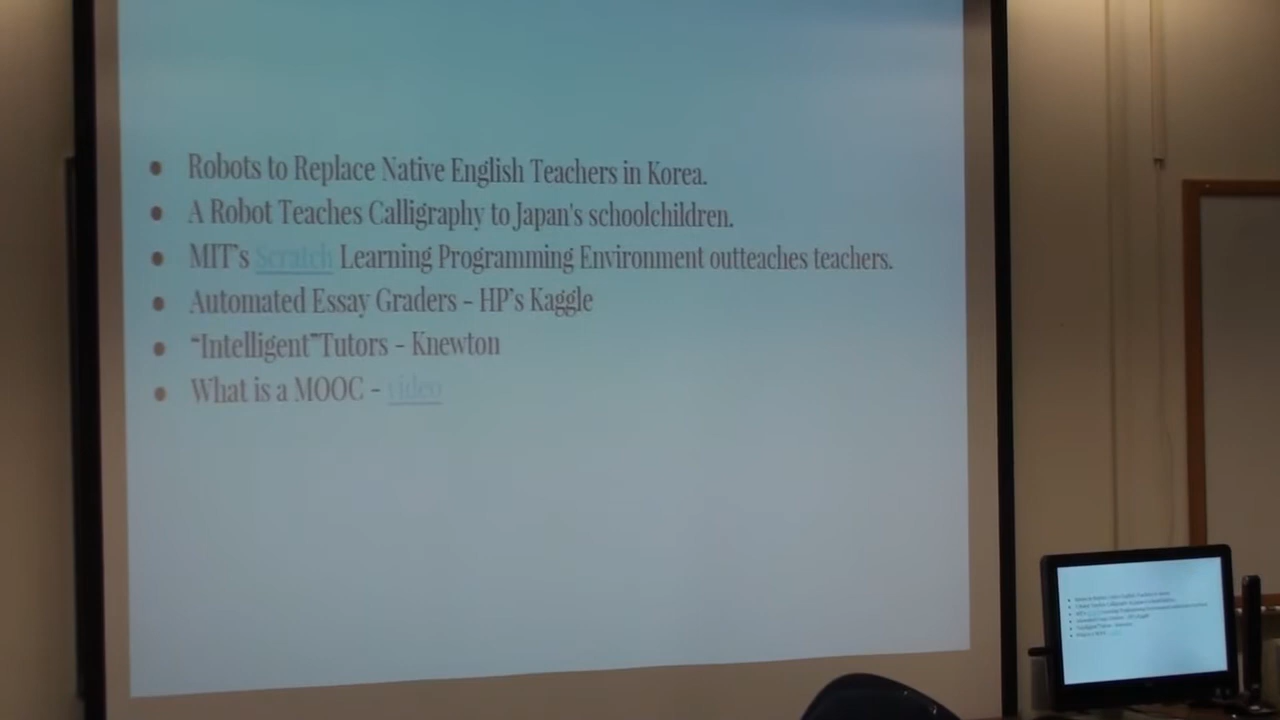 • Robots to Replace Native English Teachers in Korea.
• A Robot Teaches Calligraphy to Japan's schoolchildren.
• MIT's Scratch Learning Programming Environment outteaches teachers.
• Automated Essay Graders - HP's Kaggle
• “Intelligent”Tutors - Knewton
• What is a MOOC - video